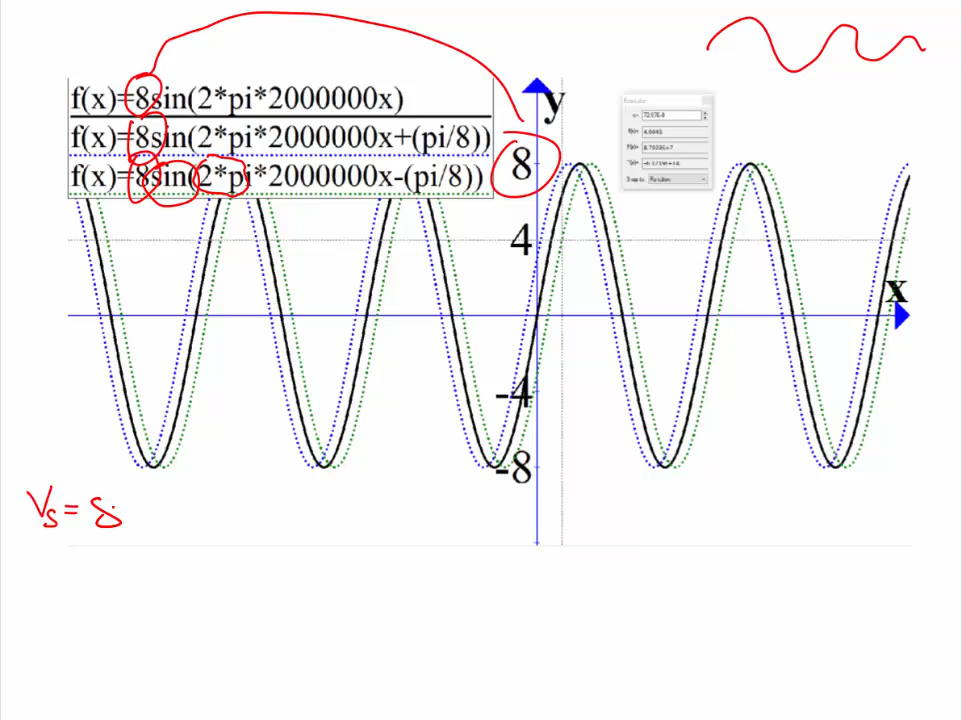 f(x)=8sin(2*pi*2000000x)
f(x)=8sin(2*pi*2000000x+(pi/8))
f(x)=8sin(2*pi*2000000x-(pi/8))
y
8
4
x
-4
-8
Vs = 8